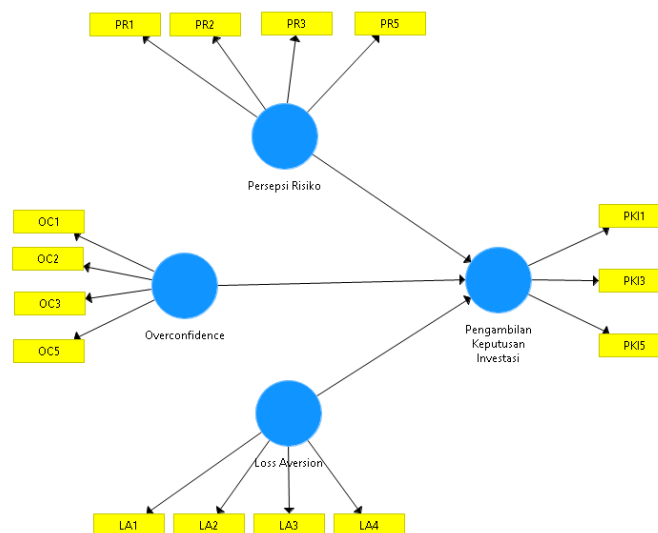 PR1 PR2 PR3 PR5
Persepsi Risiko
OC1
OC2
OC3
OC5
Overconfidence
PKI1
PKI3
PKI5
Pengambilan
Keputusan
Investasi
Loss Aversion
LA1 LA2 LA3 LA4